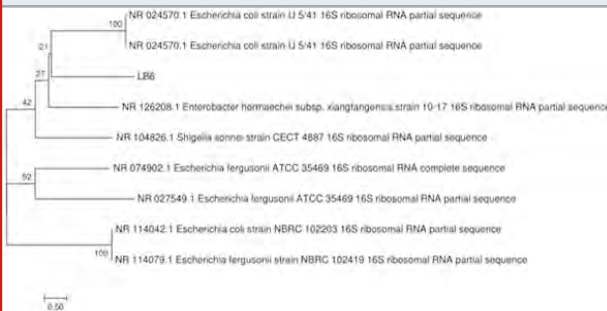 NR 024570.1 Escherichia coli strain U 5/41 16S ribosomal RNA partial sequence
100
NR 024570.1 Escherichia coli strain U 5/41 16S ribosomal RNA partial sequence
21
LB6
27
NR 126208.1 Enterobacter hormaechei subsp. xiangfangensis strain 10-17 16S ribosomal RNA partial sequence
42
NR 104826.1 Shigella sonnei strain CECT 4887 16S ribosomal RNA partial sequence
NR 074902.1 Escherichia fergusonii ATCC 35469 16S ribosomal RNA complete sequence
92
NR 027549.1 Escherichia fergusonii ATCC 35469 16S ribosomal RNA partial sequence
NR 114042.1 Escherichia coli strain NBRC 102203 16S ribosomal RNA partial sequence
100
NR 114079.1 Escherichia fergusonii strain NBRC 102419 16S ribosomal RNA partial sequence
0.50